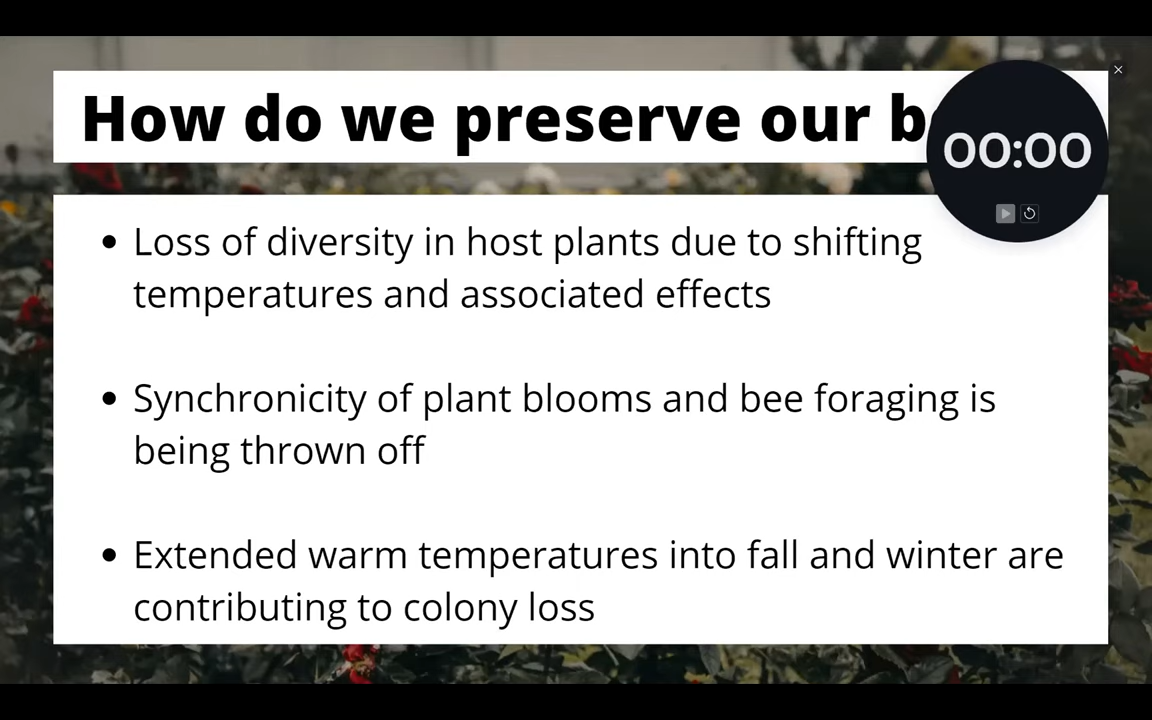 How do we preserve our
00:00
• Loss of diversity in host plants due to shifting
temperatures and associated effects
• Synchronicity of plant blooms and bee foraging is
being thrown off
• Extended warm temperatures into fall and winter are
contributing to colony loss